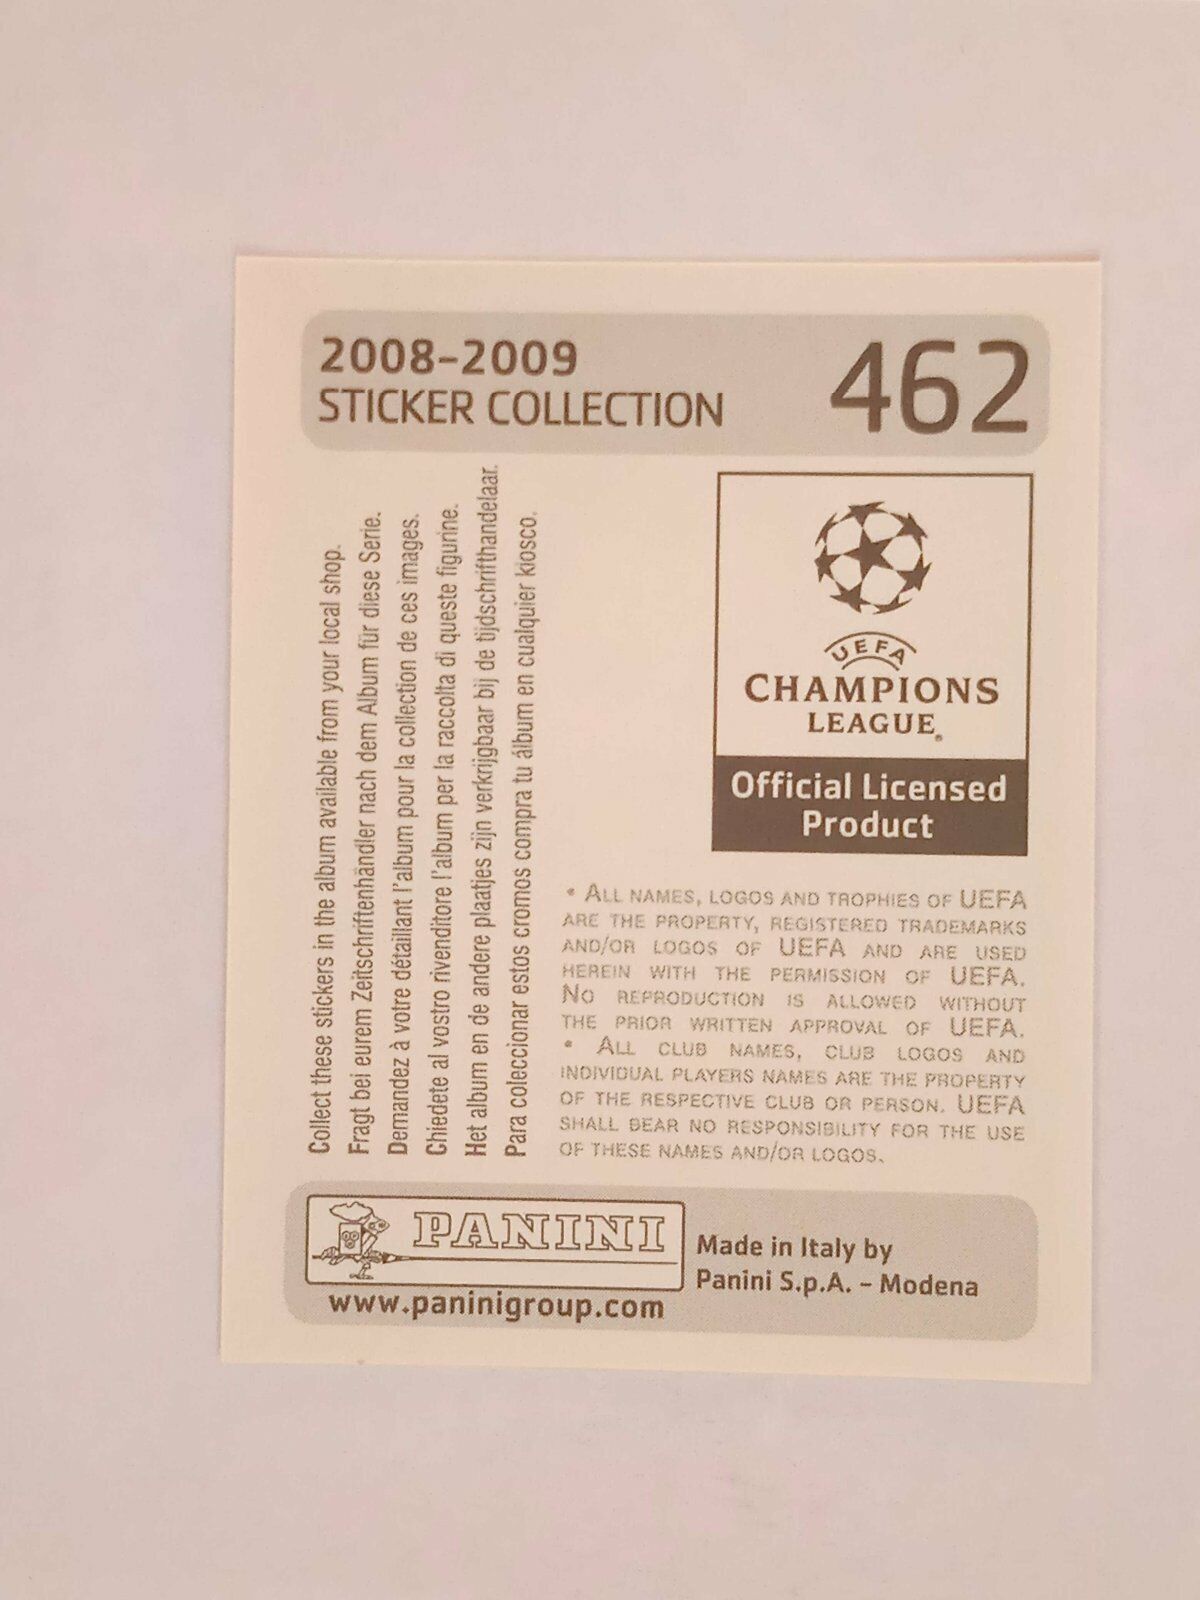 2008-2009
STICKER COLLECTION
462
Collect these stickers in the album available from your local shop.
Fragt bei eurem Zeitschriftenhändler nach dem Album für diese Serie.
Demandez à votre détaillant l'album pour la collection de ces images.
Chiedete al vostro rivenditore l'album per la raccolta di queste figurine.
Het album en de andere plaatjes zijn verkrijgbaar bij de tijdschrifthandelaar.
Para coleccionar estos cromos compra tu álbum en cualquier kiosco.
UEFA
CHAMPIONS
LEAGUE®
Official Licensed
Product
• ALL NAMES, LOGOS AND TROPHIES OF UEFA
ARE THE PROPERTY, REGISTERED TRADEMARKS
AND/OR LOGOS OF UEFA AND ARE USED
HEREIN WITH THE PERMISSION OF UEFA.
NO REPRODUCTION IS ALLOWED WITHOUT
THE PRIOR WRITTEN APPROVAL OF UEFA.
• ALL CLUB NAMES, CLUB LOGOS AND
INDIVIDUAL PLAYERS NAMES ARE THE PROPERTY
OF THE RESPECTIVE CLUB OR PERSON. UEFA
SHALL BEAR NO RESPONSIBILITY FOR THE USE
OF THESE NAMES AND/OR LOGOS.
PANINI
www.paninigroup.com
Made in Italy by
Panini S.p.A. – Modena